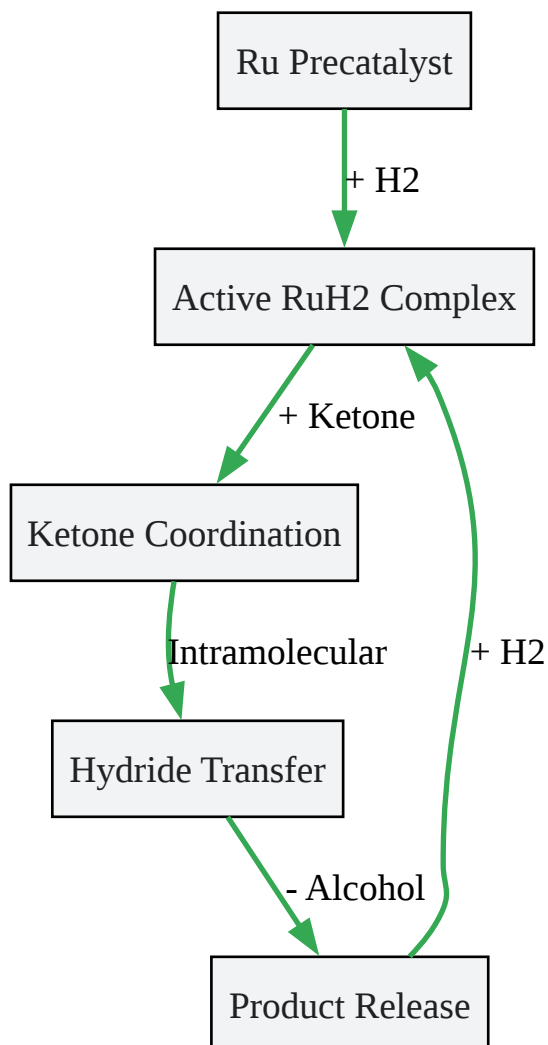 Ru Precatalyst
+ H2
Active RuH2 Complex
+ Ketone
Ketone Coordination
Intramolecular
+ H2
Hydride Transfer
- Alcohol
Product Release